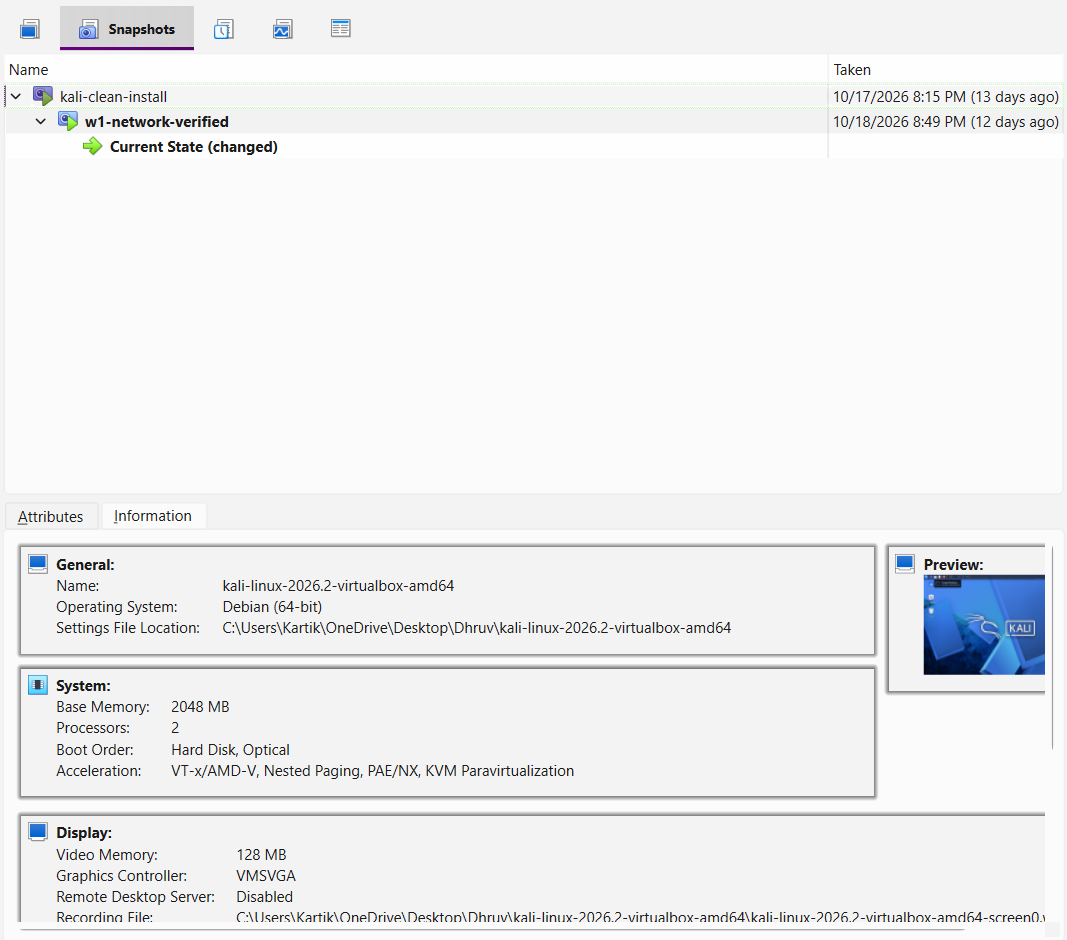 Snapshots
Name Taken
kali-clean-install 10/17/2026 8:15 PM (13 days ago)
w1-network-verified 10/18/2026 8:49 PM (12 days ago)
Current State (changed)
Attributes Information
General:
Name: kali-linux-2026.2-virtualbox-amd64
Operating System: Debian (64-bit)
Settings File Location: C:\Users\Kartik\OneDrive\Desktop\Dhruv\kali-linux-2026.2-virtualbox-amd64
Preview:
KALI
System:
Base Memory: 2048 MB
Processors: 2
Boot Order: Hard Disk, Optical
Acceleration: VT-x/AMD-V, Nested Paging, PAE/NX, KVM Paravirtualization
Display:
Video Memory: 128 MB
Graphics Controller: VMSVGA
Remote Desktop Server: Disabled
Recording File: C:\Users\Kartik\OneDrive\Desktop\Dhruv\kali-linux-2026.2-virtualbox-amd64\kali-linux-2026.2-virtualbox-amd64-screen0.